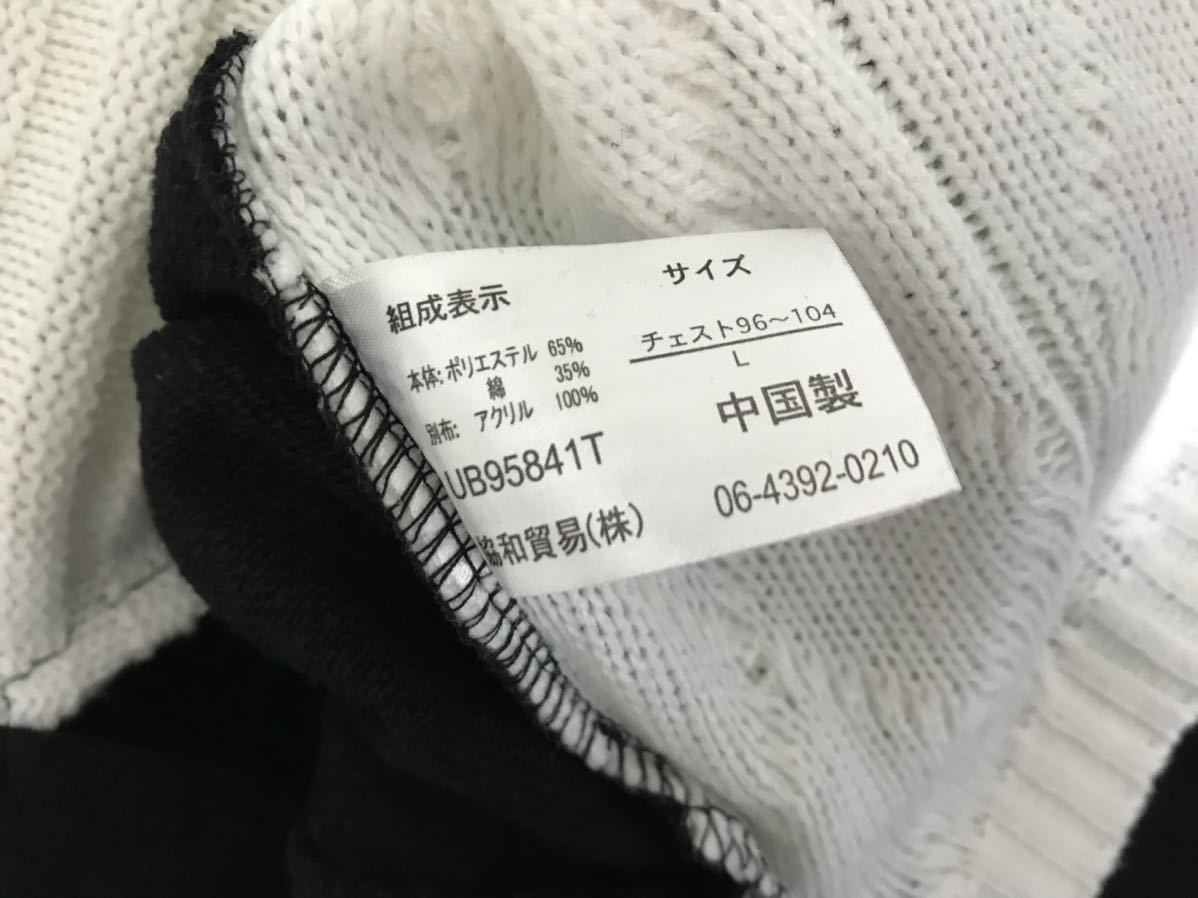 組成表示
本体:ポリエステル 65%
綿 35%
別布: アクリル 100%
UB95841T
協和貿易(株)
サイズ
チェスト96～104
L
中国製
06-4392-0210